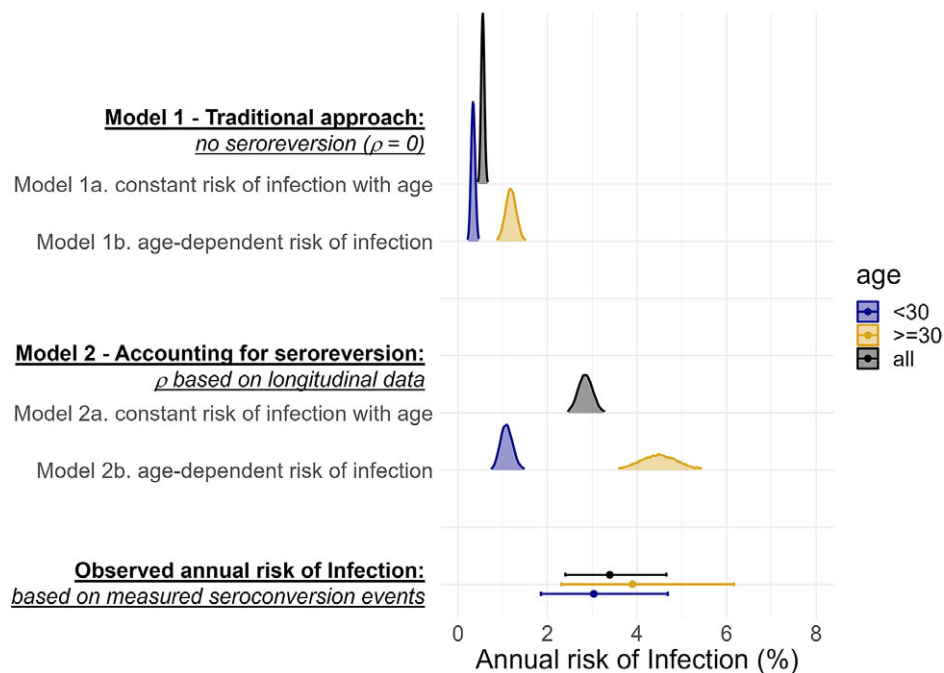 Model 1 - Traditional approach:
no seroreversion (ρ = 0)
Model 1a. constant risk of infection with age
Model 1b. age-dependent risk of infection
Model 2 - Accounting for seroreversion:
ρ based on longitudinal data
Model 2a. constant risk of infection with age
Model 2b. age-dependent risk of infection
Observed annual risk of Infection:
based on measured seroconversion events
0 2 4 6 8
Annual risk of Infection (%)
age
<30
>=30
all